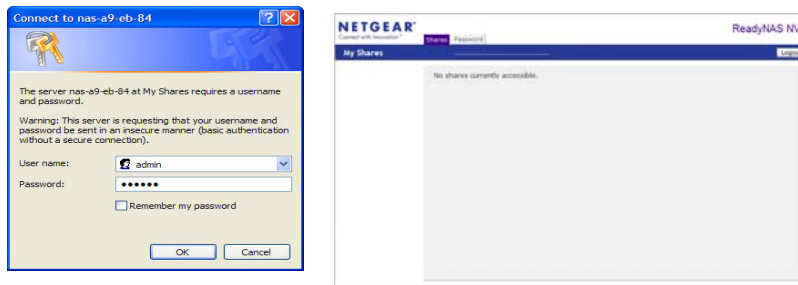 Connect to nas-a9-eb-84
The server nas-a9-eb-84 at My Shares requires a username
and password.
Warning: This server is requesting that your username and
password be sent in an insecure manner (basic authentication
without a secure connection).
User name:
admin
Password:
••••••
Remember my password
OK
Cancel
NETGEAR®
Connect with Innovation™
ReadyNAS NV
Shares
Password
My Shares
No shares currently accessible.